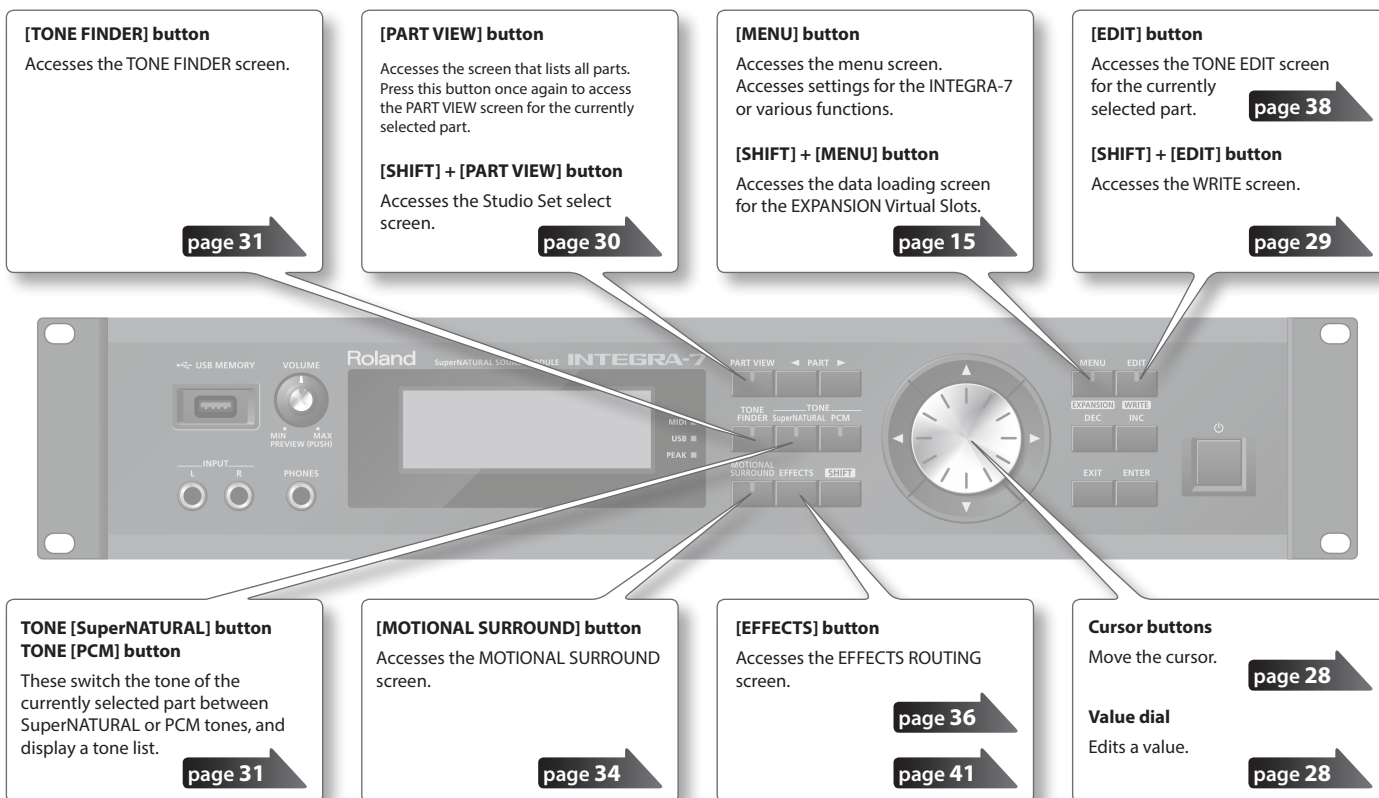 [TONE FINDER] button
Accesses the TONE FINDER screen.
page 31
[PART VIEW] button
Accesses the screen that lists all parts.
Press this button once again to access
the PART VIEW screen for the currently
selected part.
[SHIFT] + [PART VIEW] button
Accesses the Studio Set select
screen.
page 30
[MENU] button
Accesses the menu screen.
Accesses settings for the INTEGRA-7
or various functions.
[SHIFT] + [MENU] button
Accesses the data loading screen
for the EXPANSION Virtual Slots.
page 15
[EDIT] button
Accesses the TONE EDIT screen
for the currently
selected part.
page 38
[SHIFT] + [EDIT] button
Accesses the WRITE screen.
page 29
USB MEMORY
VOLUME
MIN MAX
PREVIEW (PUSH)
INPUT
L R
PHONES
Roland
SuperNATURAL SOUND MODULE
INTEGRA-7
MIDI
USB
PEAK
PART VIEW
◄ PART ►
TONE
FINDER
TONE
SuperNATURAL PCM
MOTIONAL
SURROUND
EFFECTS
SHIFT
MENU
EDIT
EXPANSION
WRITE
DEC
INC
EXIT
ENTER
TONE [SuperNATURAL] button
TONE [PCM] button
These switch the tone of the
currently selected part between
SuperNATURAL or PCM tones, and
display a tone list.
page 31
[MOTIONAL SURROUND] button
Accesses the MOTIONAL SURROUND
screen.
page 34
[EFFECTS] button
Accesses the EFFECTS ROUTING
screen.
page 36
page 41
Cursor buttons
Move the cursor.
page 28
Value dial
Edits a value.
page 28